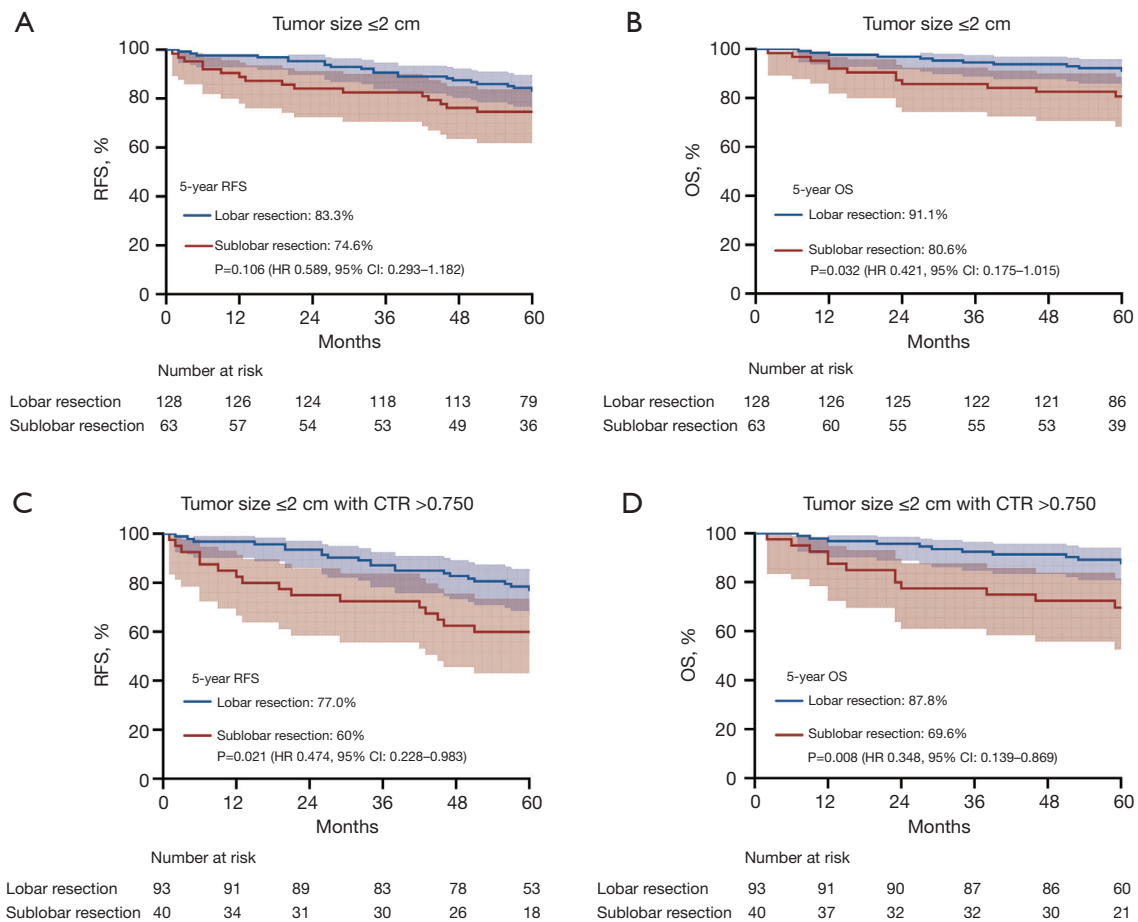 A
Tumor size ≤2 cm
100
80
60
40
20
0
RFS, %
5-year RFS
Lobar resection: 83.3%
Sublobar resection: 74.6%
P=0.106 (HR 0.589, 95% CI: 0.293–1.182)
0 12 24 36 48 60
Months
Number at risk
Lobar resection 128 126 124 118 113 79
Sublobar resection 63 57 54 53 49 36
B
Tumor size ≤2 cm
100
80
60
40
20
0
OS, %
5-year OS
Lobar resection: 91.1%
Sublobar resection: 80.6%
P=0.032 (HR 0.421, 95% CI: 0.175–1.015)
0 12 24 36 48 60
Months
Number at risk
Lobar resection 128 126 125 122 121 86
Sublobar resection 63 60 55 55 53 39
C
Tumor size ≤2 cm with CTR >0.750
100
80
60
40
20
0
RFS, %
5-year RFS
Lobar resection: 77.0%
Sublobar resection: 60%
P=0.021 (HR 0.474, 95% CI: 0.228–0.983)
0 12 24 36 48 60
Months
Number at risk
Lobar resection 93 91 89 83 78 53
Sublobar resection 40 34 31 30 26 18
D
Tumor size ≤2 cm with CTR >0.750
100
80
60
40
20
0
OS, %
5-year OS
Lobar resection: 87.8%
Sublobar resection: 69.6%
P=0.008 (HR 0.348, 95% CI: 0.139–0.869)
0 12 24 36 48 60
Months
Number at risk
Lobar resection 93 91 90 87 86 60
Sublobar resection 40 37 32 32 30 21